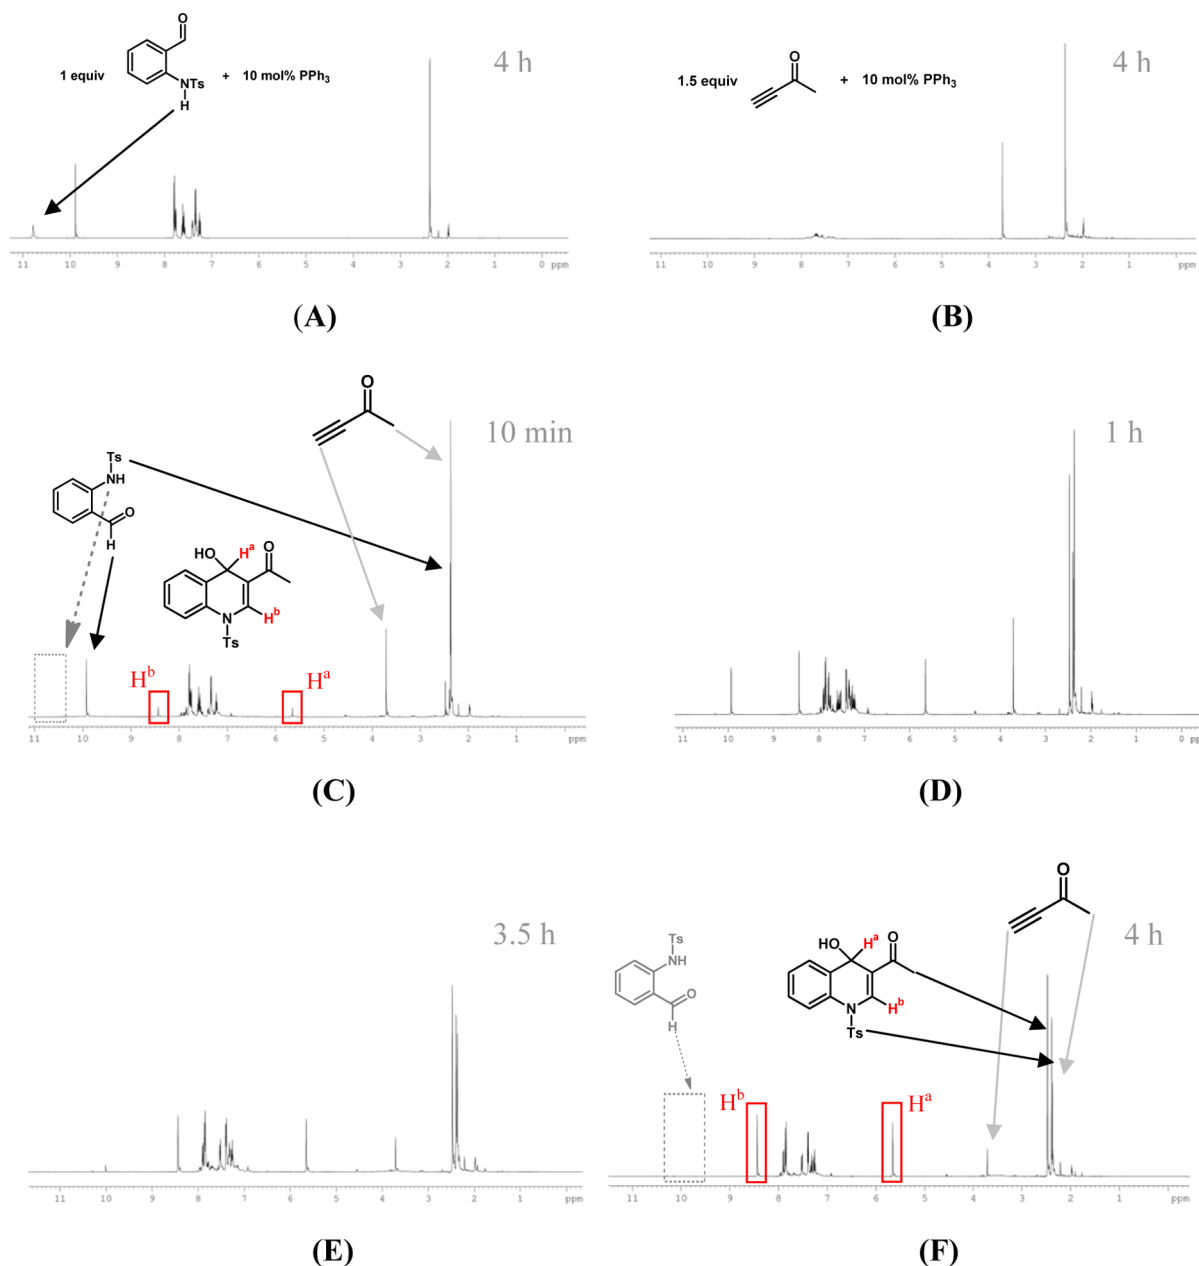 O
4 h
1 equiv
NTs
H
+ 10 mol% PPh3
11 10 9 8 7 6 5 4 3 2 1 0 ppm
(A)
O
4 h
1.5 equiv
+ 10 mol% PPh3
11 10 9 8 7 6 5 4 3 2 1 ppm
(B)
O
10 min
Ts
NH
O
H
HO
Ha
O
Hb
N
Ts
Hb
Ha
11 10 9 8 7 6 5 4 3 2 1 ppm
(C)
1 h
11 10 9 8 7 6 5 4 3 2 1 0
(D)
3.5 h
11 10 9 8 7 6 5 4 3 2 1 ppm
(E)
O
4 h
Ts
NH
O
H
HO
Ha
O
Hb
N
Ts
Hb
Ha
10 9 8 7 6 5 4 3 2 1 ppm
(F)